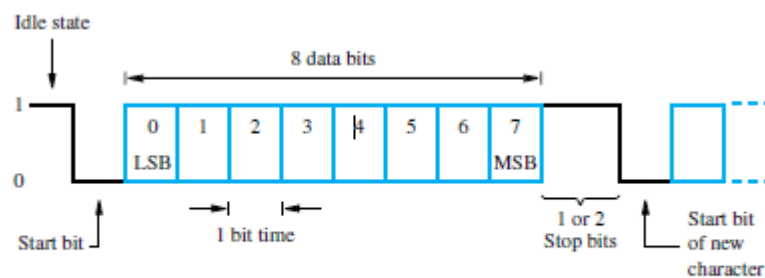 Idle state
8 data bits
1
0 1 2 3 4 5 6 7
LSB MSB
0
Start bit
1 bit time
1 or 2
Stop bits
Start bit
of new
character